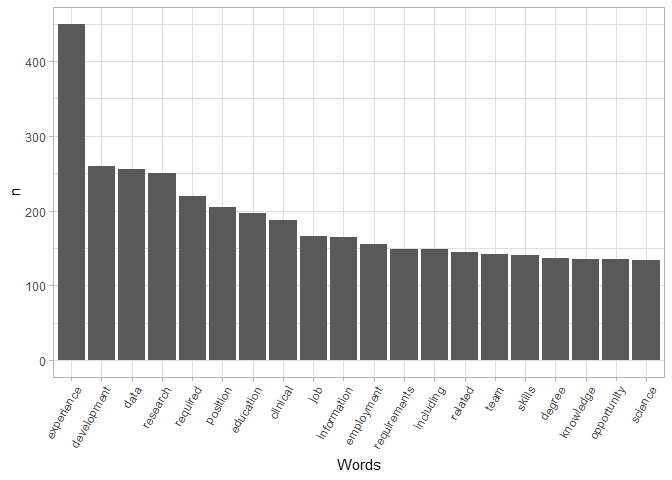 400
300
200
100
0
n
experience
development
data
research
required
position
education
clinical
job
information
employment
requirements
including
related
team
skills
degree
knowledge
opportunity
science
Words